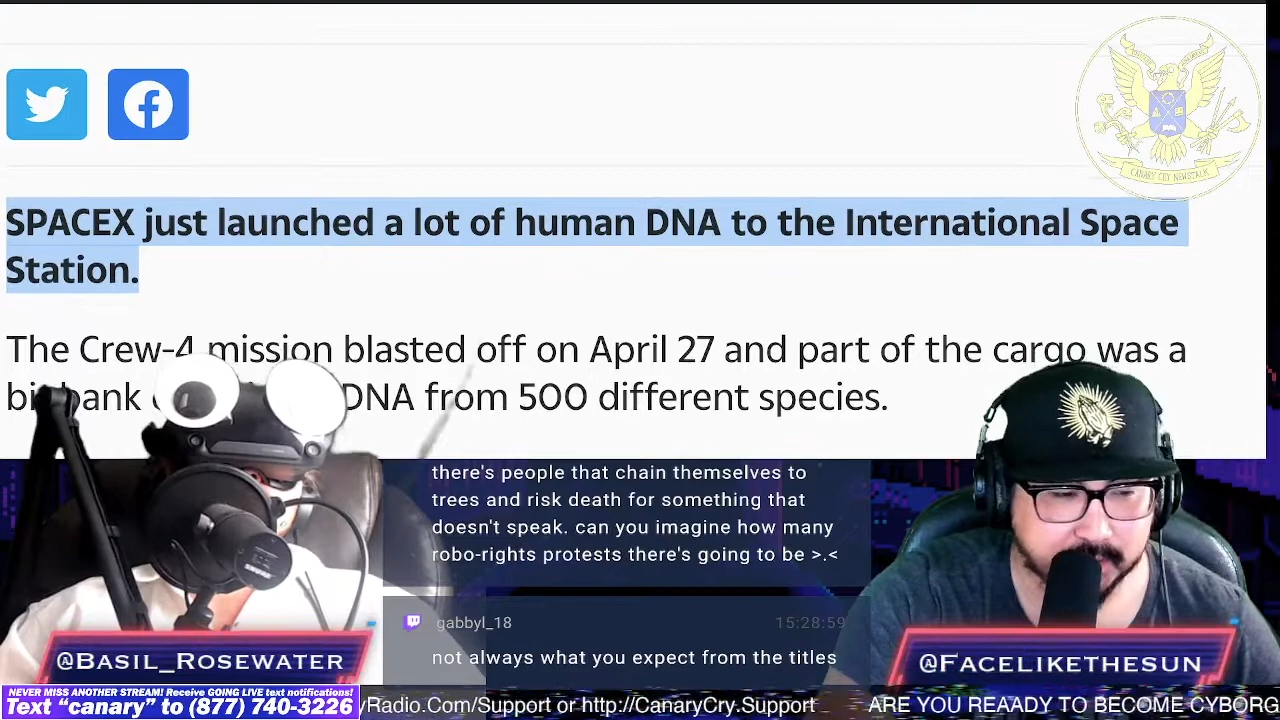 CANARY CRY NEWSTALK
SPACEX just launched a lot of human DNA to the International Space
Station.
The Crew-4 mission blasted off on April 27 and part of the cargo was a
DNA from 500 different species.
there's people that chain themselves to
trees and risk death for something that
doesn't speak. can you imagine how many
robo-rights protests there's going to be >.<
gabbyl_18 15:28:59
not always what you expect from the titles
SHURE
@BASIL_ROSEWATER
@FACELIKETHESUN
NEVER MISS ANOTHER STREAM! Receive GOING LIVE text notifications!
Text “canary” to (877) 740-3226
yRadio.Com/Support or http://CanaryCry.Support ARE YOU REAADY TO BECOME CYBORG